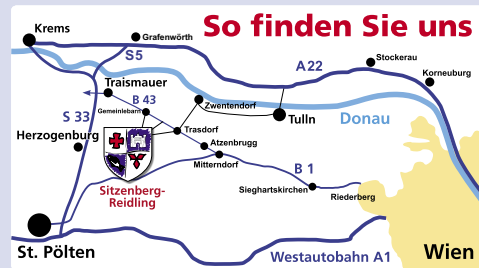 So finden Sie uns
Krems
Grafenwörth
S5
A22
Stockerau
Korneuburg
Traismauer
B 43
Gemeinlebarn
Zwentendorf
S 33
Tulln
Donau
Trasdorf
Herzogenburg
Atzenbrugg
Mitterndorf
B 1
Sitzenberg-
Reidling
Sieghartskirchen
Riederberg
St. Pölten
Westautobahn A1
Wien